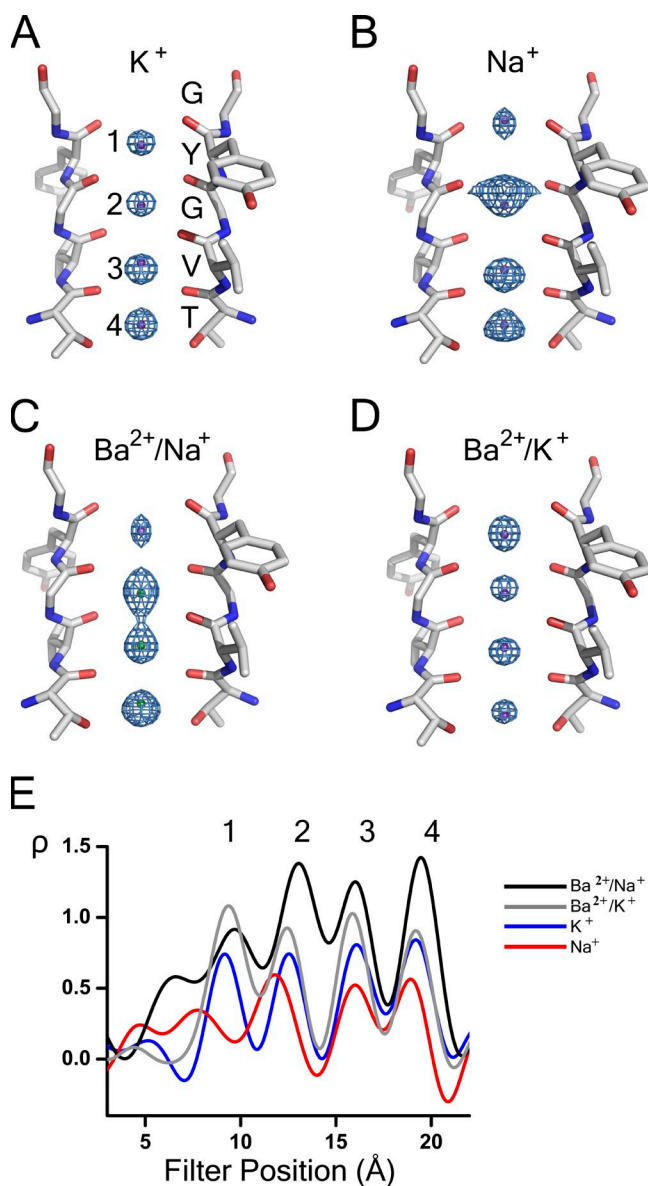 A
K⁺
G
1
Y
2
G
3
V
4
T
B
Na⁺
C
Ba²⁺/Na⁺
D
Ba²⁺/K⁺
E
1 2 3 4
ρ
1.5
1.0
0.5
0.0
5 10 15 20
Filter Position (Å)
Ba²⁺/Na⁺
Ba²⁺/K⁺
K⁺
Na⁺